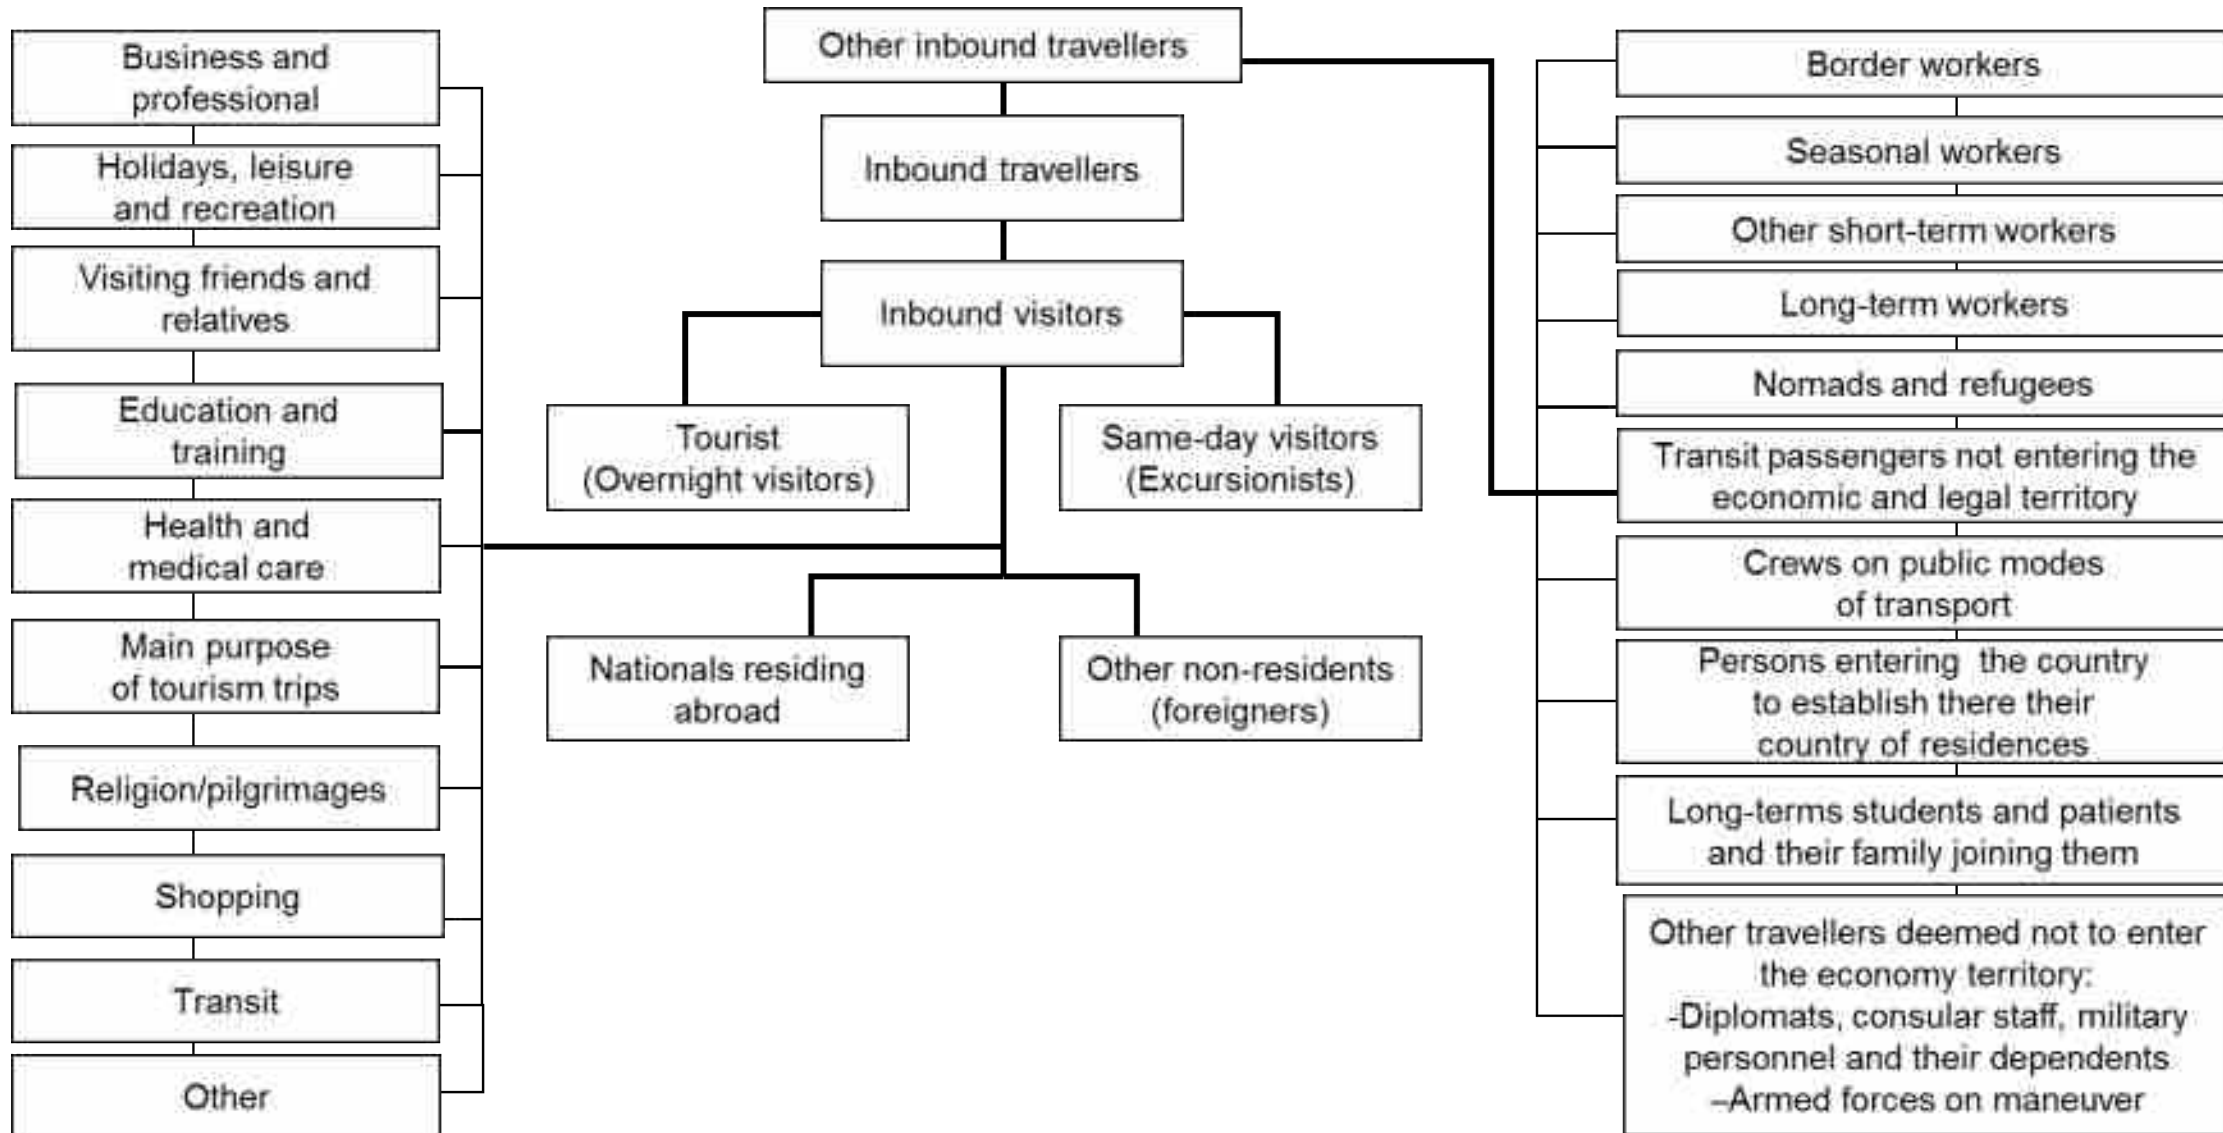 Business and
professional
Holidays, leisure
and recreation
Visiting friends and
relatives
Education and
training
Health and
medical care
Main purpose
of tourism trips
Religion/pilgrimages
Shopping
Transit
Other
Other inbound travellers
Inbound travellers
Inbound visitors
Tourist
(Overnight visitors)
Same-day visitors
(Excursionists)
Nationals residing
abroad
Other non-residents
(foreigners)
Border workers
Seasonal workers
Other short-term workers
Long-term workers
Nomads and refugees
Transit passengers not entering the
economic and legal territory
Crews on public modes
of transport
Persons entering the country
to establish there their
country of residences
Long-terms students and patients
and their family joining them
Other travellers deemed not to enter
the economy territory:
-Diplomats, consular staff, military
personnel and their dependents
–Armed forces on maneuver